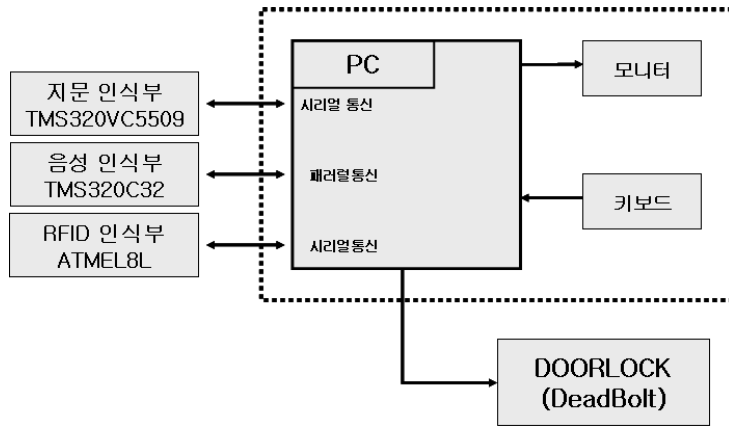 PC
모니터
지문 인식부
TMS320VC5509
시리얼 통신
음성 인식부
TMS320C32
패러럴통신
키보드
RFID 인식부
ATMEL8L
시리얼통신
DOORLOCK
(DeadBolt)